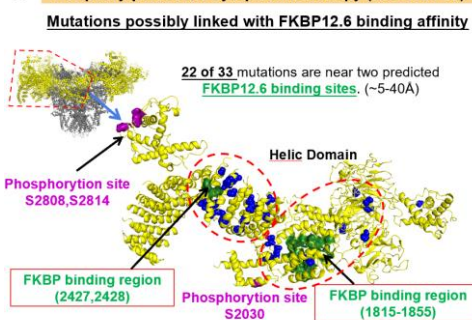 Mutations possibly linked with FKBP12.6 binding affinity
22 of 33 mutations are near two predicted
FKBP12.6 binding sites. (~5-40Å)
Helic Domain
Phosphorytion site
S2808,S2814
FKBP binding region
(2427,2428)
Phosphorytion site
S2030
FKBP binding region
(1815-1855)